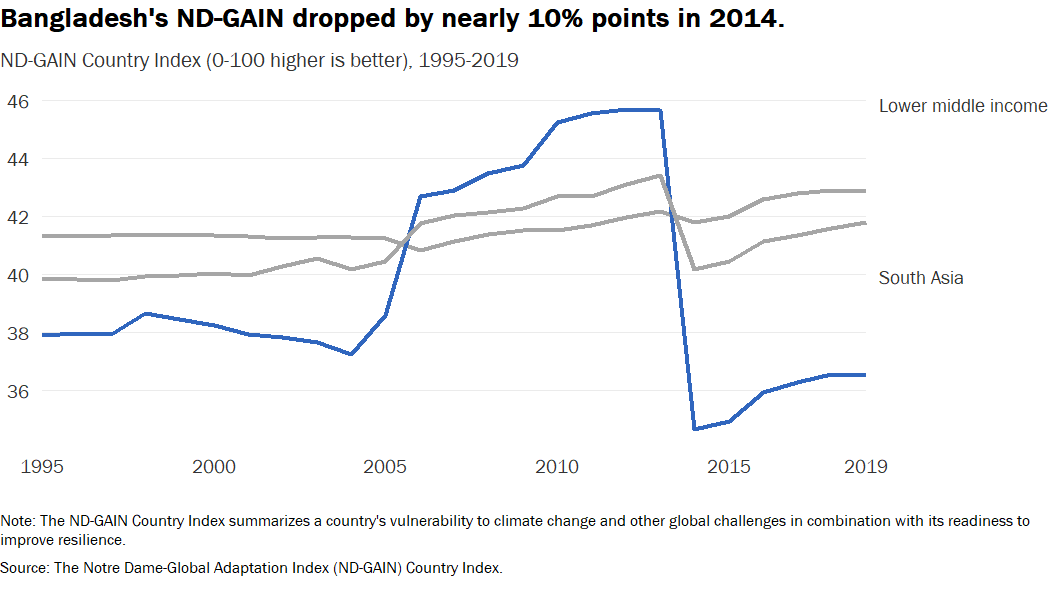 Bangladesh's ND-GAIN dropped by nearly 10% points in 2014.
ND-GAIN Country Index (0-100 higher is better), 1995-2019
46
Lower middle income
44
42
40
South Asia
38
36
1995 2000 2005 2010 2015 2019
Note: The ND-GAIN Country Index summarizes a country's vulnerability to climate change and other global challenges in combination with its readiness to
improve resilience.
Source: The Notre Dame-Global Adaptation Index (ND-GAIN) Country Index.